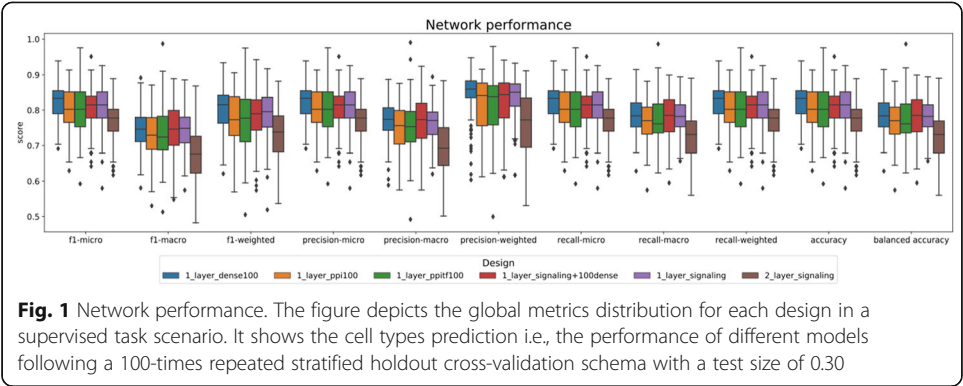 Network performance
1.0
0.9
0.8
0.7
0.6
0.5
score
f1-micro f1-macro f1-weighted precision-micro precision-macro precision-weighted recall-micro recall-macro recall-weighted accuracy balanced accuracy
Design
1_layer_dense100 1_layer_ppi100 1_layer_ppitf100 1_layer_signaling+100dense 1_layer_signaling 2_layer_signaling
Fig. 1 Network performance. The figure depicts the global metrics distribution for each design in a
supervised task scenario. It shows the cell types prediction i.e., the performance of different models
following a 100-times repeated stratified holdout cross-validation schema with a test size of 0.30